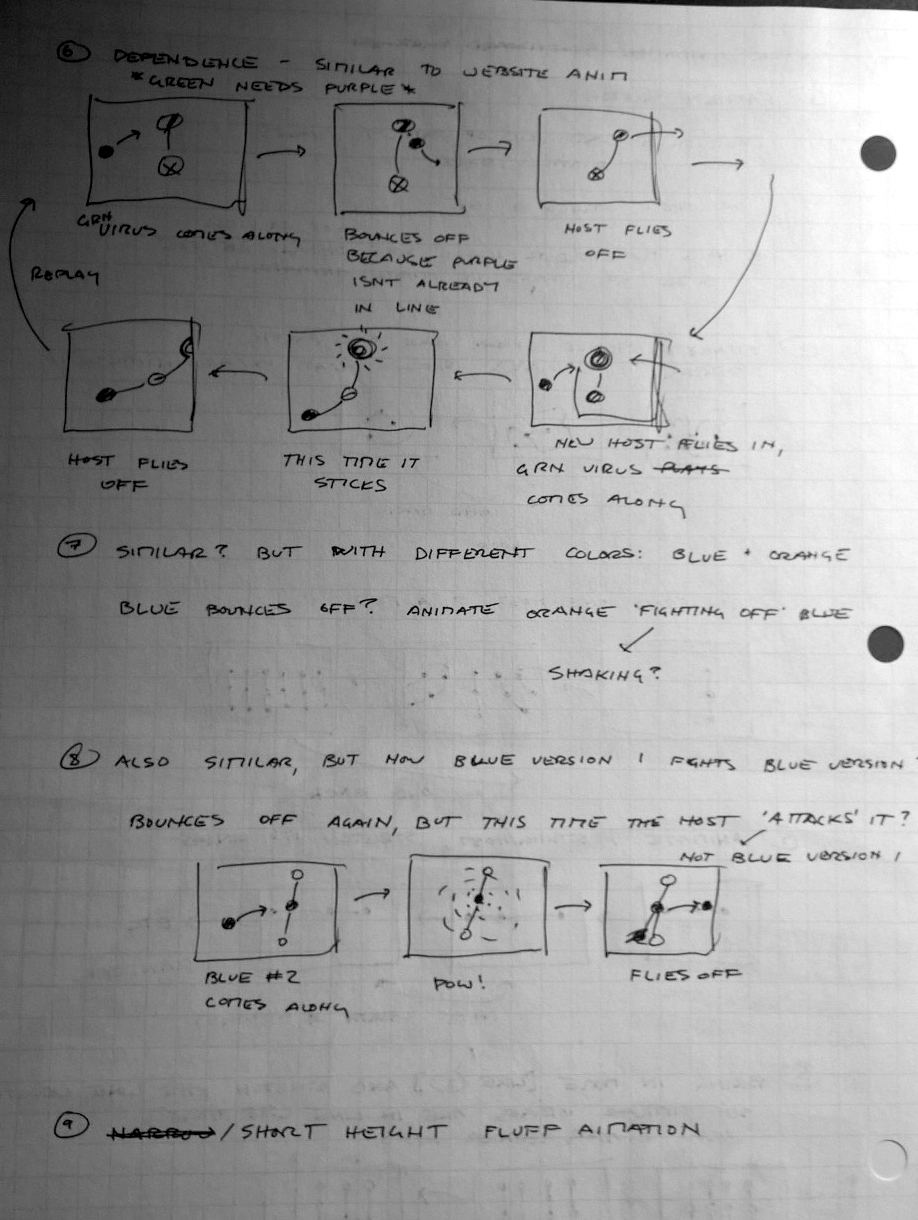 ⑥ DEPENDENCE - SIMILAR TO WEBSITE ANIM
*GREEN NEEDS PURPLE*
GRN VIRUS COMES ALONG
BOUNCES OFF
BECAUSE PURPLE
ISNT ALREADY
IN LINE
HOST FLIES
OFF
REPLAY
NEW HOST FLIES IN,
GRN VIRUS PLAYS
COMES ALONG
THIS TIME IT
STICKS
HOST FLIES
OFF
⑦ SIMILAR? BUT WITH DIFFERENT COLORS: BLUE + ORANGE
BLUE BOUNCES OFF? ANIMATE ORANGE 'FIGHTING OFF' BLUE
SHAKING?
⑧ ALSO SIMILAR, BUT NOW BLUE VERSION 1 FGHTS BLUE VERSION
BOUNCES OFF AGAIN, BUT THIS TIME THE HOST 'ATTACKS' IT?
NOT BLUE VERSION 1
BLUE #2
COMES ALONG
POW!
FLIES OFF
⑨ NARROW/SHORT HEIGHT FLUFF AIMATION